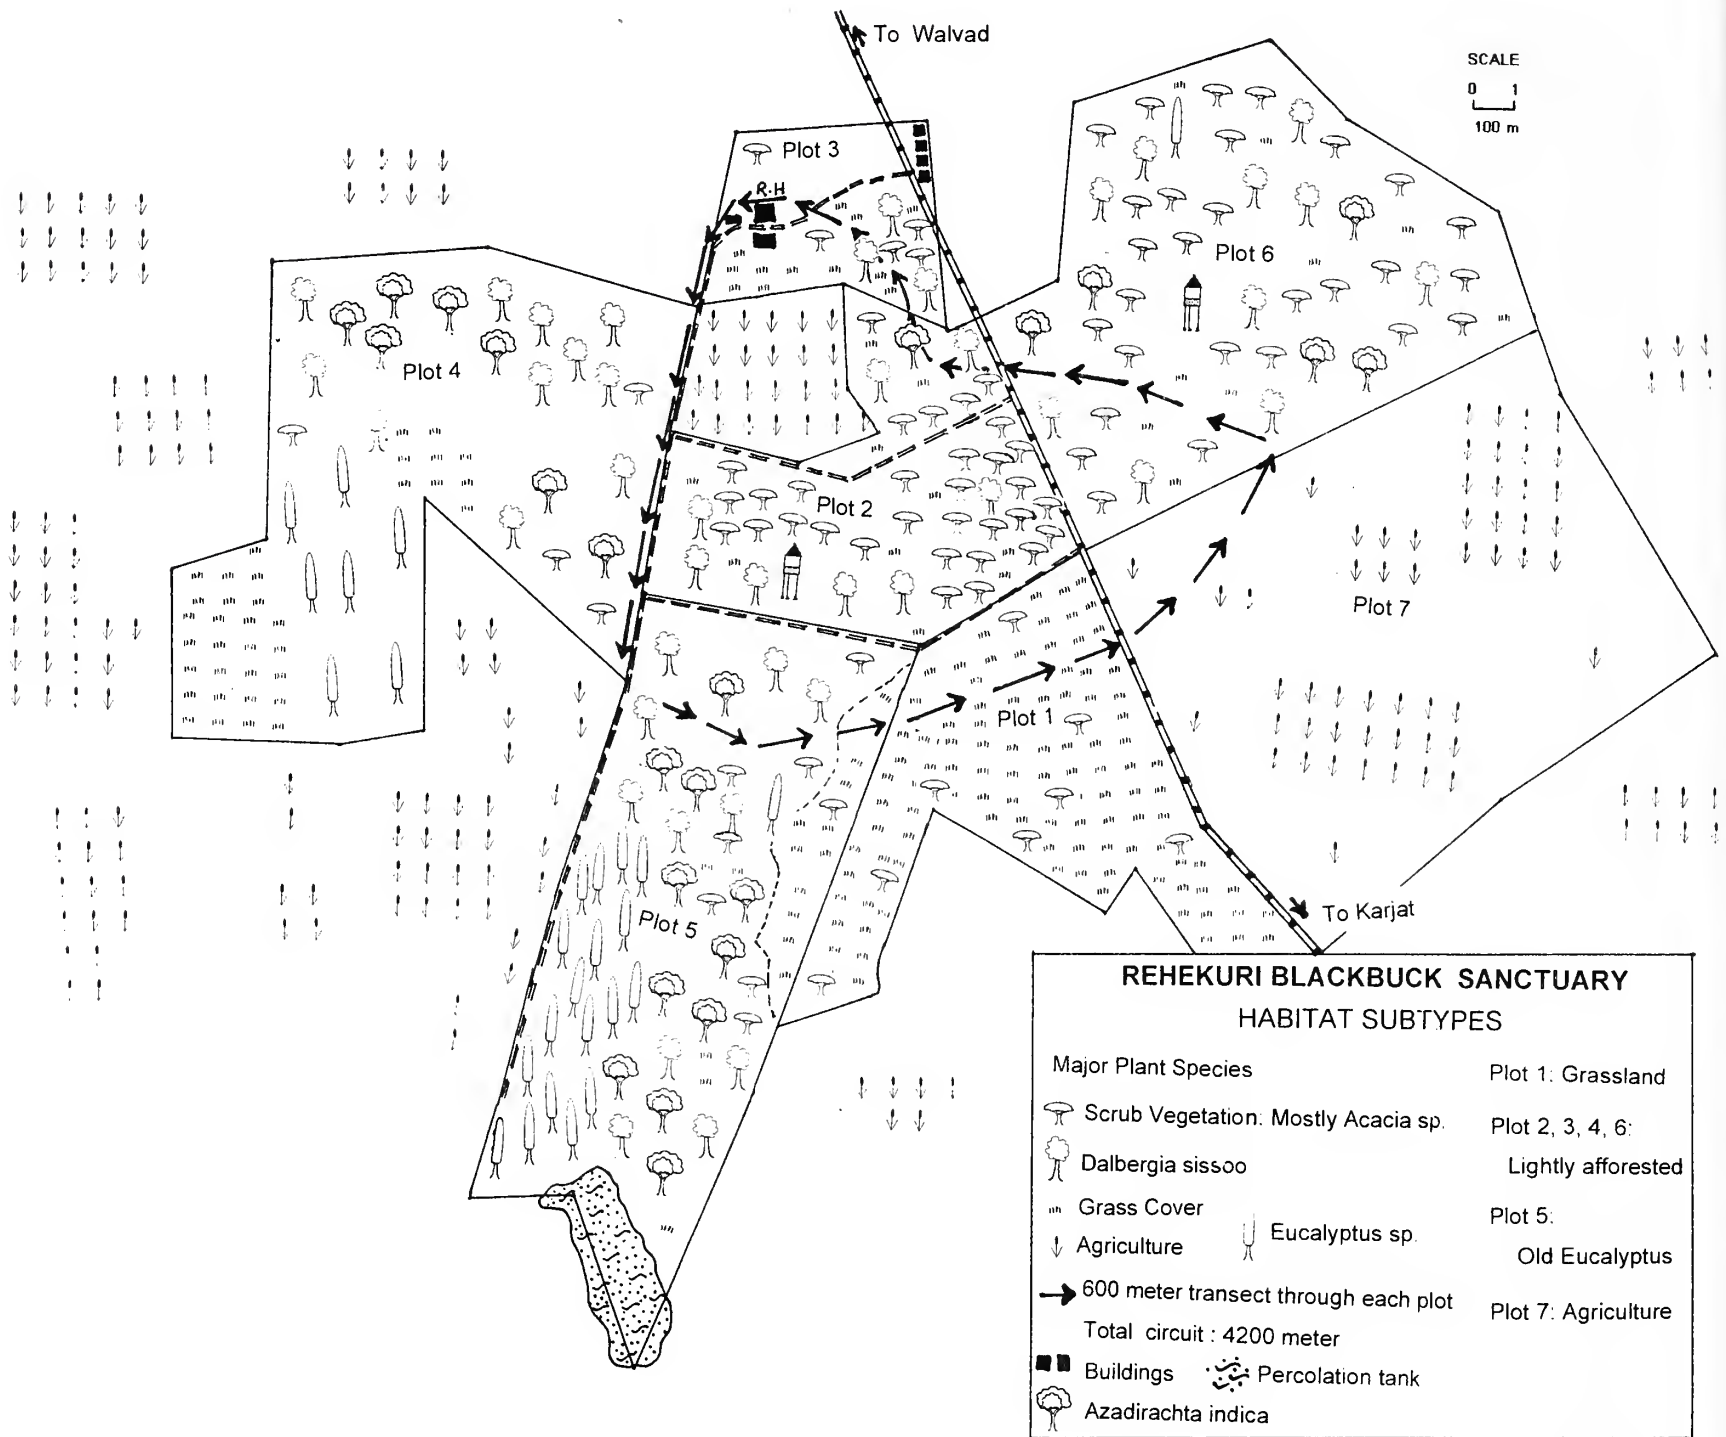 To Walvad
SCALE
0 1
100 m
Plot 3
R.H
Plot 6
Plot 4
Plot 2
Plot 7
Plot 1
Plot 5
To Karjat
REHEKURI BLACKBUCK SANCTUARY
HABITAT SUBTYPES
Major Plant Species
Plot 1: Grassland
Scrub Vegetation: Mostly Acacia sp.
Plot 2, 3, 4, 6:
Dalbergia sissoo
Lightly afforested
Grass Cover
Plot 5:
Eucalyptus sp.
Agriculture
Old Eucalyptus
600 meter transect through each plot
Plot 7: Agriculture
Total circuit : 4200 meter
Buildings
Percolation tank
Azadirachta indica